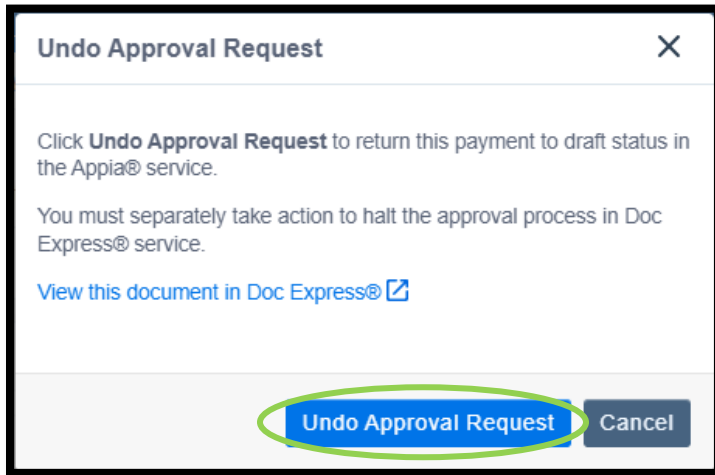 Undo Approval Request
Click Undo Approval Request to return this payment to draft status in
the Appia® service.
You must separately take action to halt the approval process in Doc
Express® service.
View this document in Doc Express®
Undo Approval Request Cancel